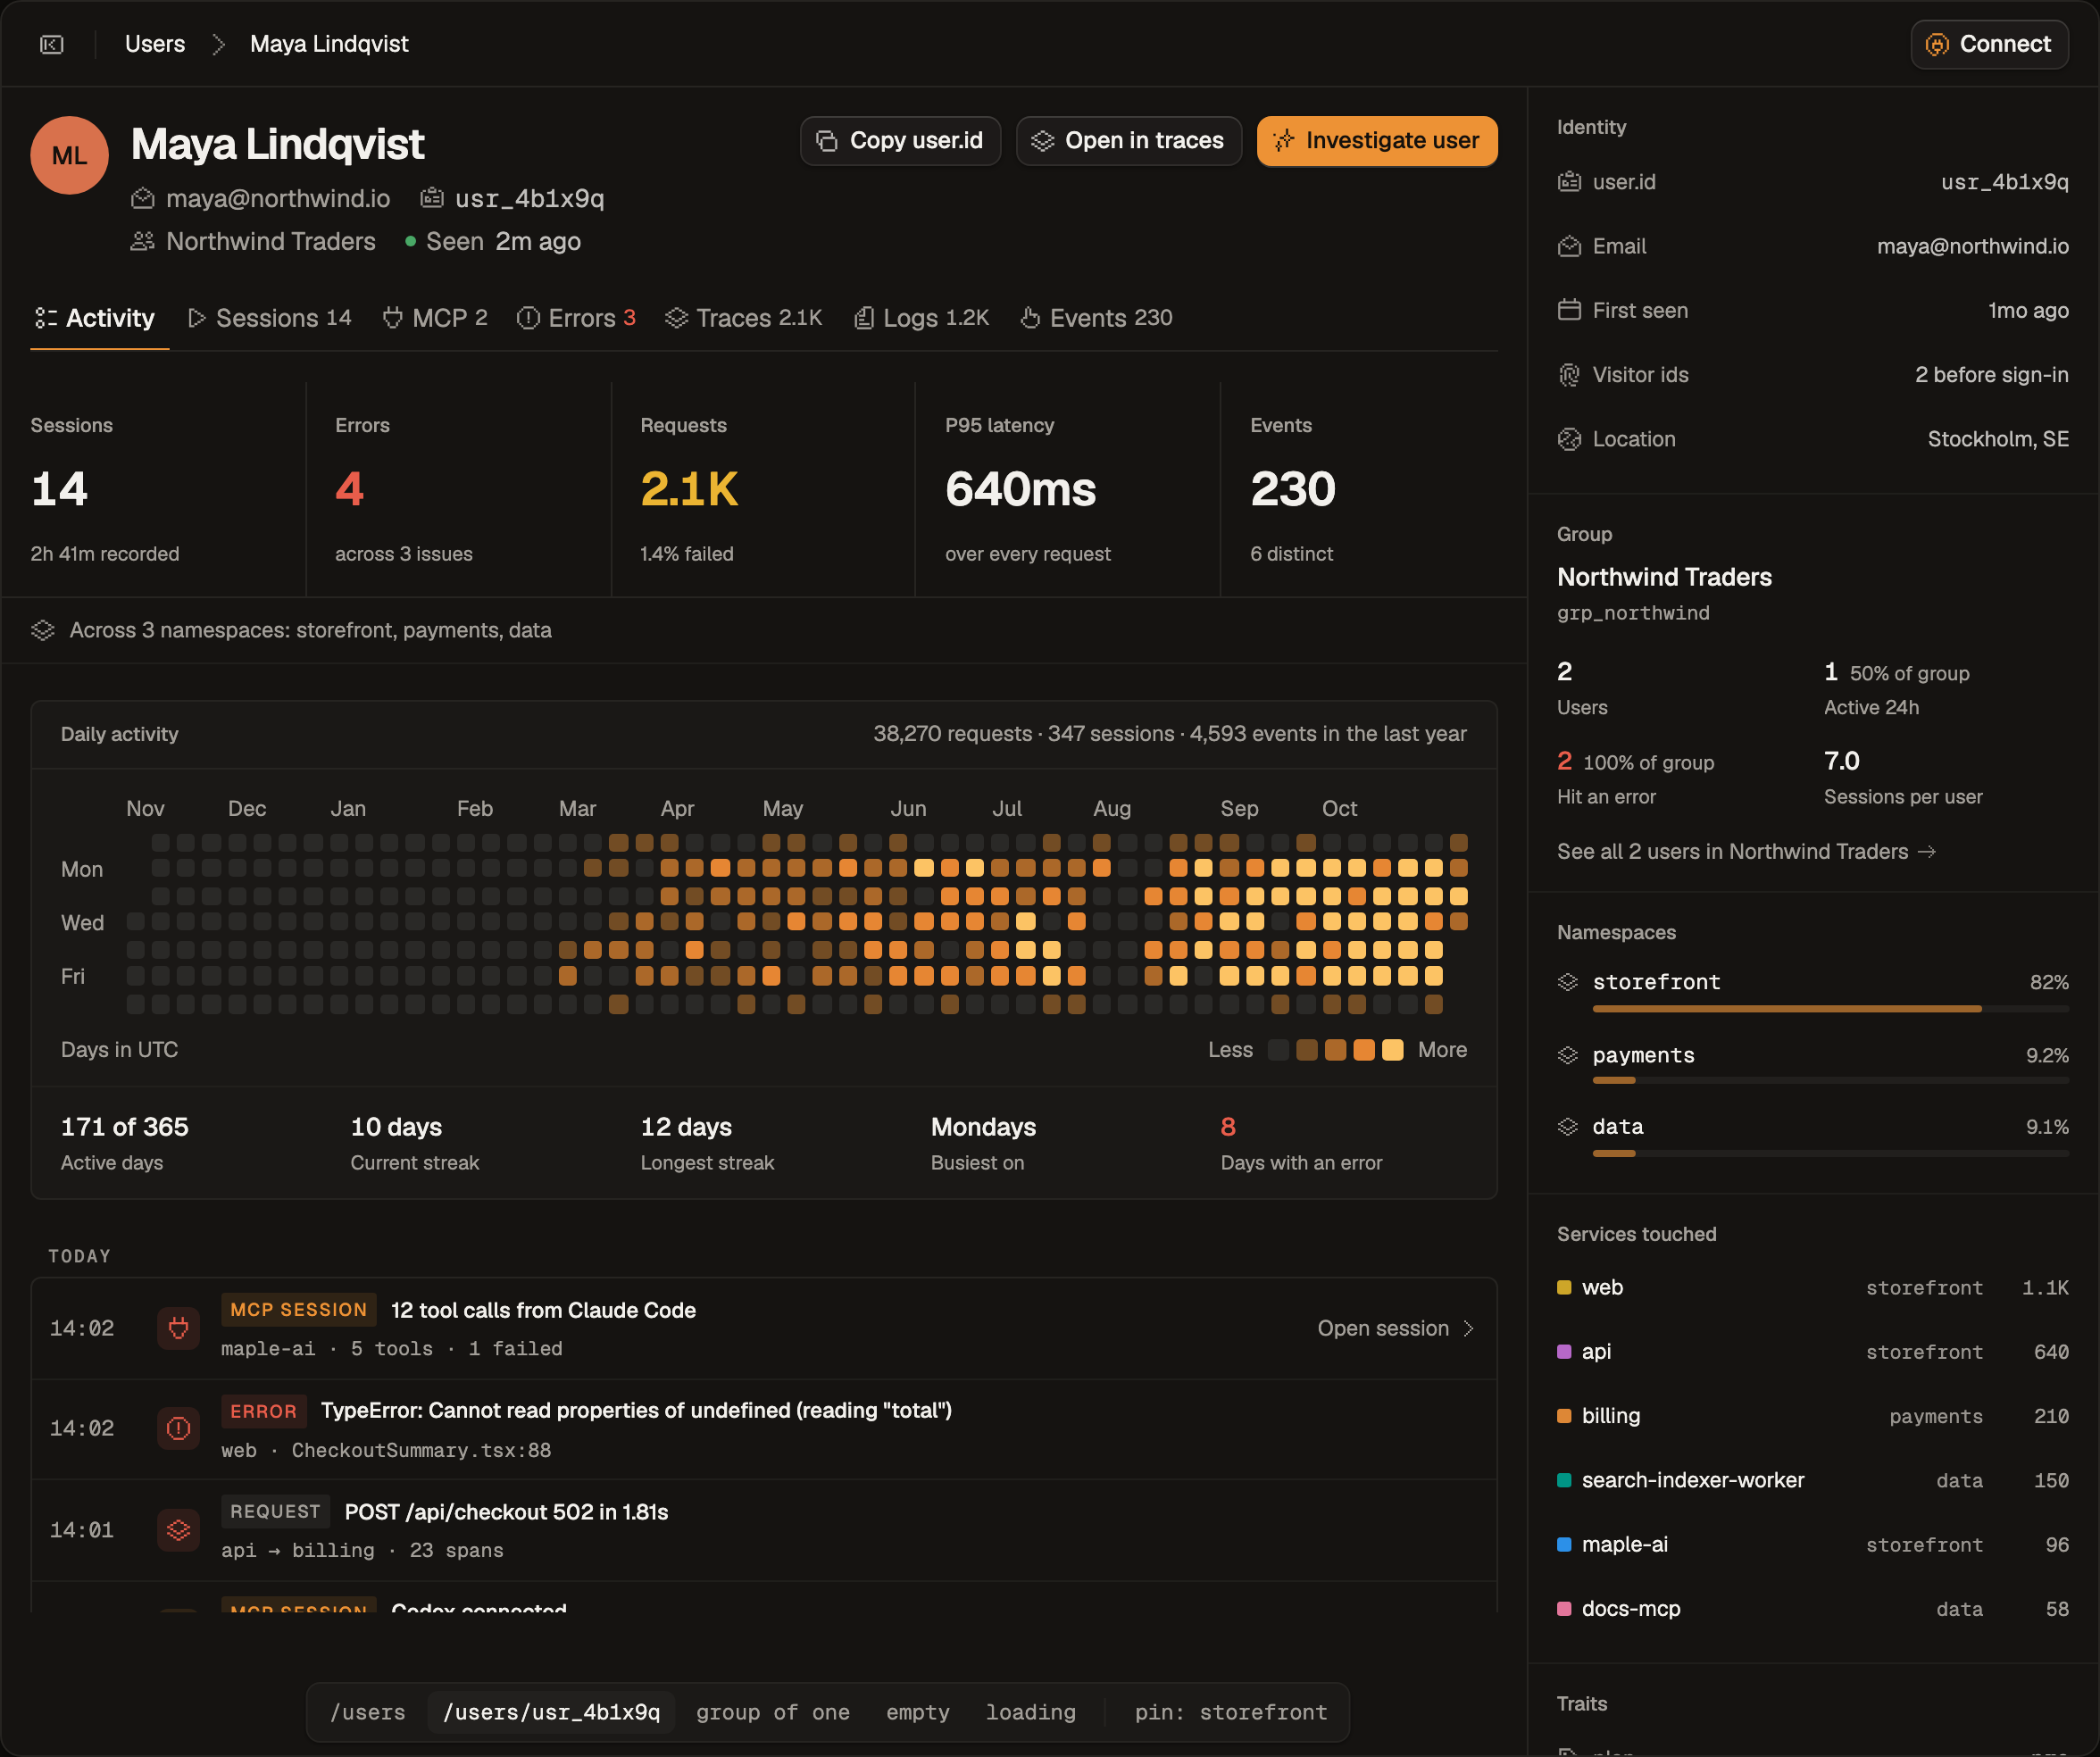 Users
Maya Lindqvist
Connect
ML
Maya Lindqvist
Copy user.id
Open in traces
Investigate user
maya@northwind.io usr_4b1x9q
Northwind Traders Seen 2m ago
Activity
Sessions 14
MCP 2
Errors 3
Traces 2.1K
Logs 1.2K
Events 230
Sessions
14
2h 41m recorded
Errors
4
across 3 issues
Requests
2.1K
1.4% failed
P95 latency
640ms
over every request
Events
230
6 distinct
Across 3 namespaces: storefront, payments, data
Daily activity
38,270 requests · 347 sessions · 4,593 events in the last year
Nov Dec Jan Feb Mar Apr May Jun Jul Aug Sep Oct
Mon
Wed
Fri
Days in UTC
Less More
171 of 365
Active days
10 days
Current streak
12 days
Longest streak
Mondays
Busiest on
8
Days with an error
TODAY
14:02
MCP SESSION 12 tool calls from Claude Code
maple-ai · 5 tools · 1 failed
Open session
14:02
ERROR TypeError: Cannot read properties of undefined (reading "total")
web · CheckoutSummary.tsx:88
14:01
REQUEST POST /api/checkout 502 in 1.81s
api → billing · 23 spans
MCP SESSION Codex connected
/users /users/usr_4b1x9q group of one empty loading pin: storefront
Identity
user.id usr_4b1x9q
Email maya@northwind.io
First seen 1mo ago
Visitor ids 2 before sign-in
Location Stockholm, SE
Group
Northwind Traders
grp_northwind
2
Users
1 50% of group
Active 24h
2 100% of group
Hit an error
7.0
Sessions per user
See all 2 users in Northwind Traders →
Namespaces
storefront 82%
payments 9.2%
data 9.1%
Services touched
web storefront 1.1K
api storefront 640
billing payments 210
search-indexer-worker data 150
maple-ai storefront 96
docs-mcp data 58
Traits